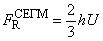 F_R^СЕГМ = 2/3 hU